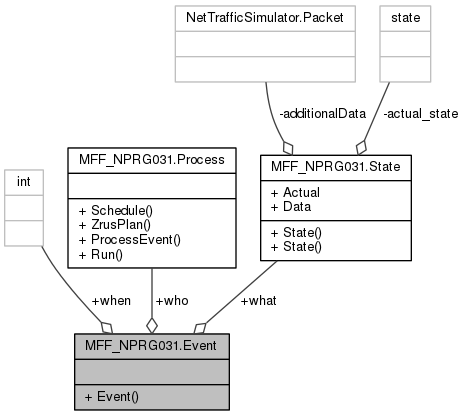 NetTrafficSimulator.Packet
state
-additionalData
-actual_state
MFF_NPRG031.Process
+ Schedule()
+ ZrusPlan()
+ ProcessEvent()
+ Run()
MFF_NPRG031.State
+ Actual
+ Data
+ State()
+ State()
int
+when
+who
+what
MFF_NPRG031.Event
+ Event()